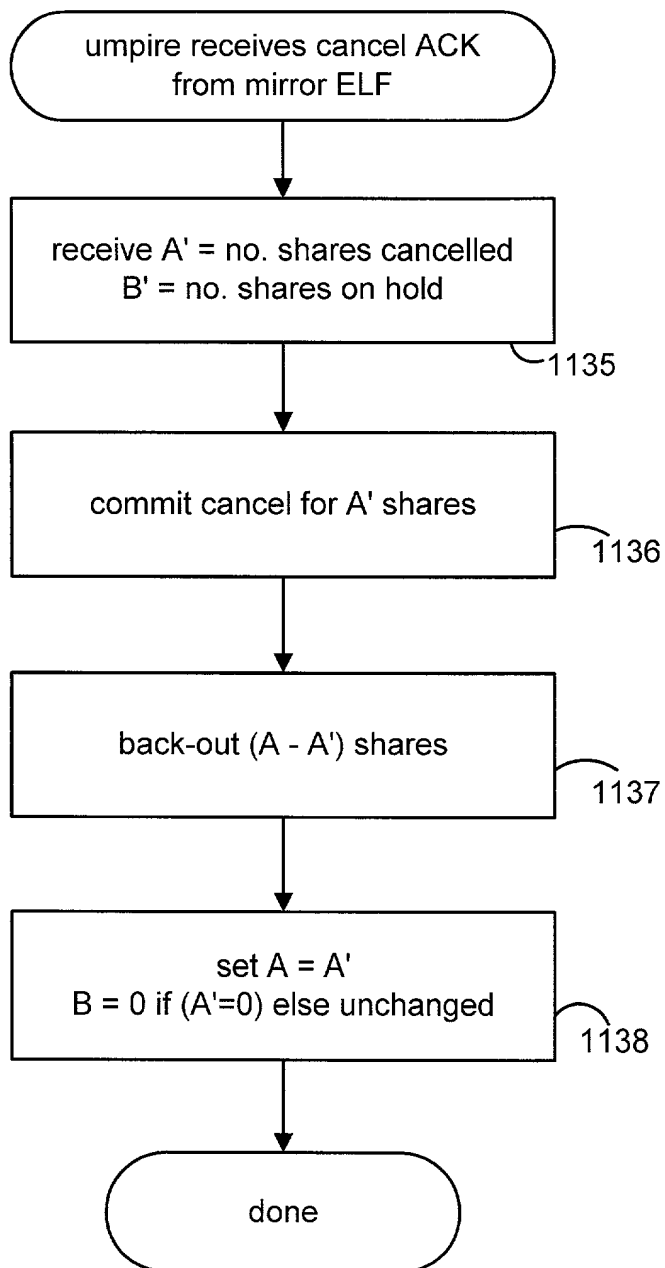 umpire receives cancel ACK
from mirror ELF
receive A' = no. shares cancelled
B' = no. shares on hold
1135
commit cancel for A' shares
1136
back-out (A - A') shares
1137
set A = A'
B = 0 if (A'=0) else unchanged
1138
done